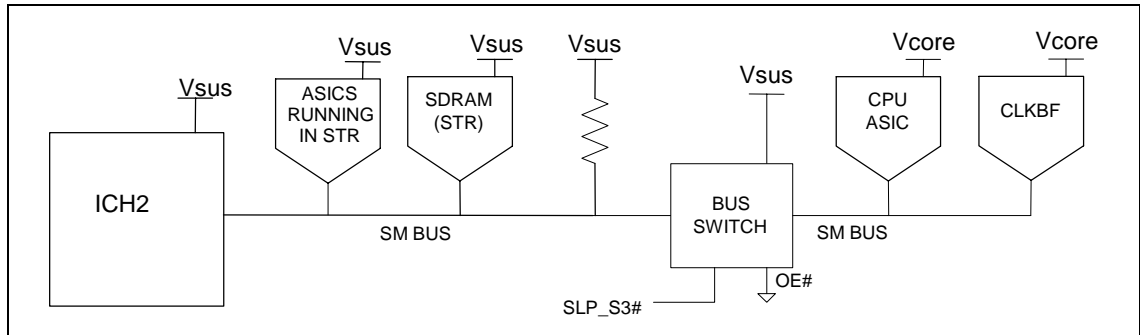 Vsus
ICH2
Vsus
ASICS
RUNNING
IN STR
Vsus
SDRAM
(STR)
Vsus
SM BUS
Vsus
BUS
SWITCH
SLP_S3#
OE#
Vcore
CPU
ASIC
Vcore
CLKBF
SM BUS